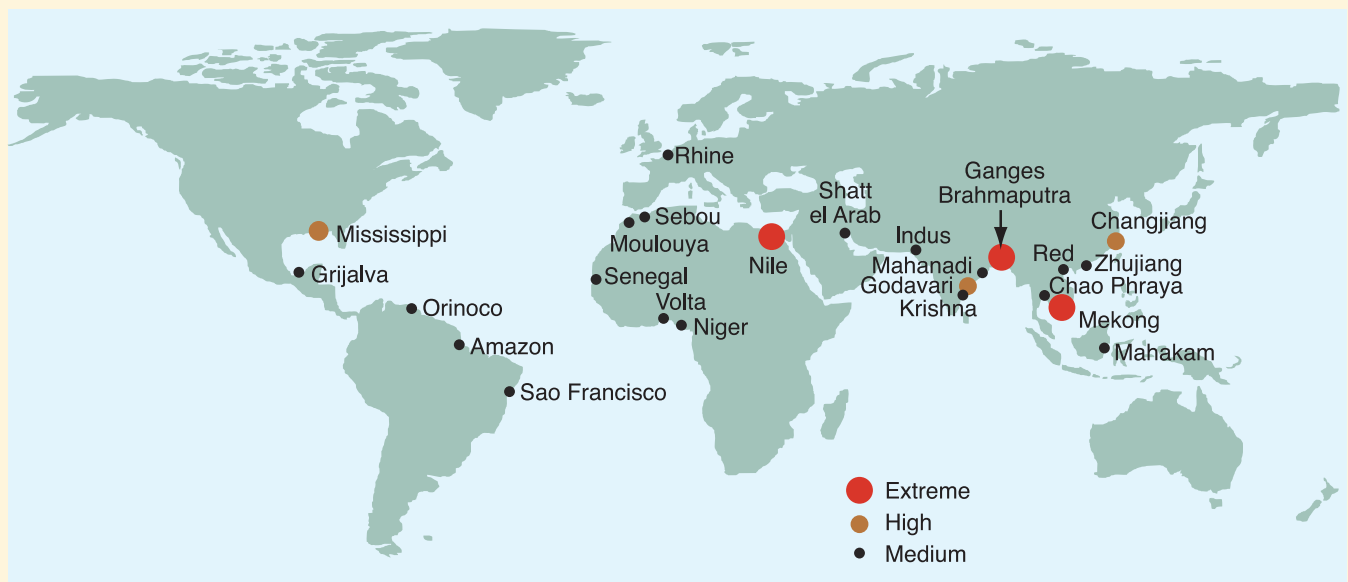 Rhine
Ganges
Brahmaputra
Shatt
el Arab
Sebou
Moulouya
Changjiang
Mississippi
Indus
Nile
Red
Mahanadi
Zhujiang
Grijalva
Senegal
Godavari
Chao Phraya
Volta
Krishna
Orinoco
Niger
Mekong
Amazon
Mahakam
Sao Francisco
Extreme
High
Medium